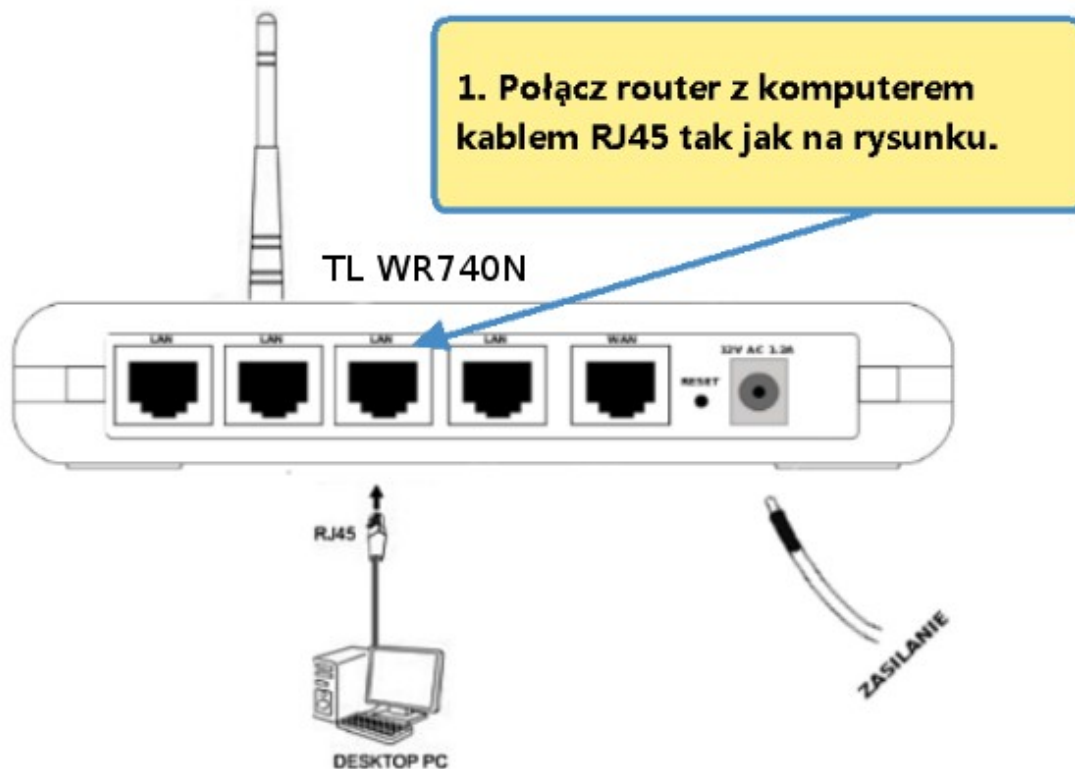 1. Połącz router z komputerem
kablem RJ45 tak jak na rysunku.
TL WR740N
LAN
LAN
LAN
LAN
WAN
RESET
12V AC 1.2A
RJ45
ZASILANIE
DESKTOP PC